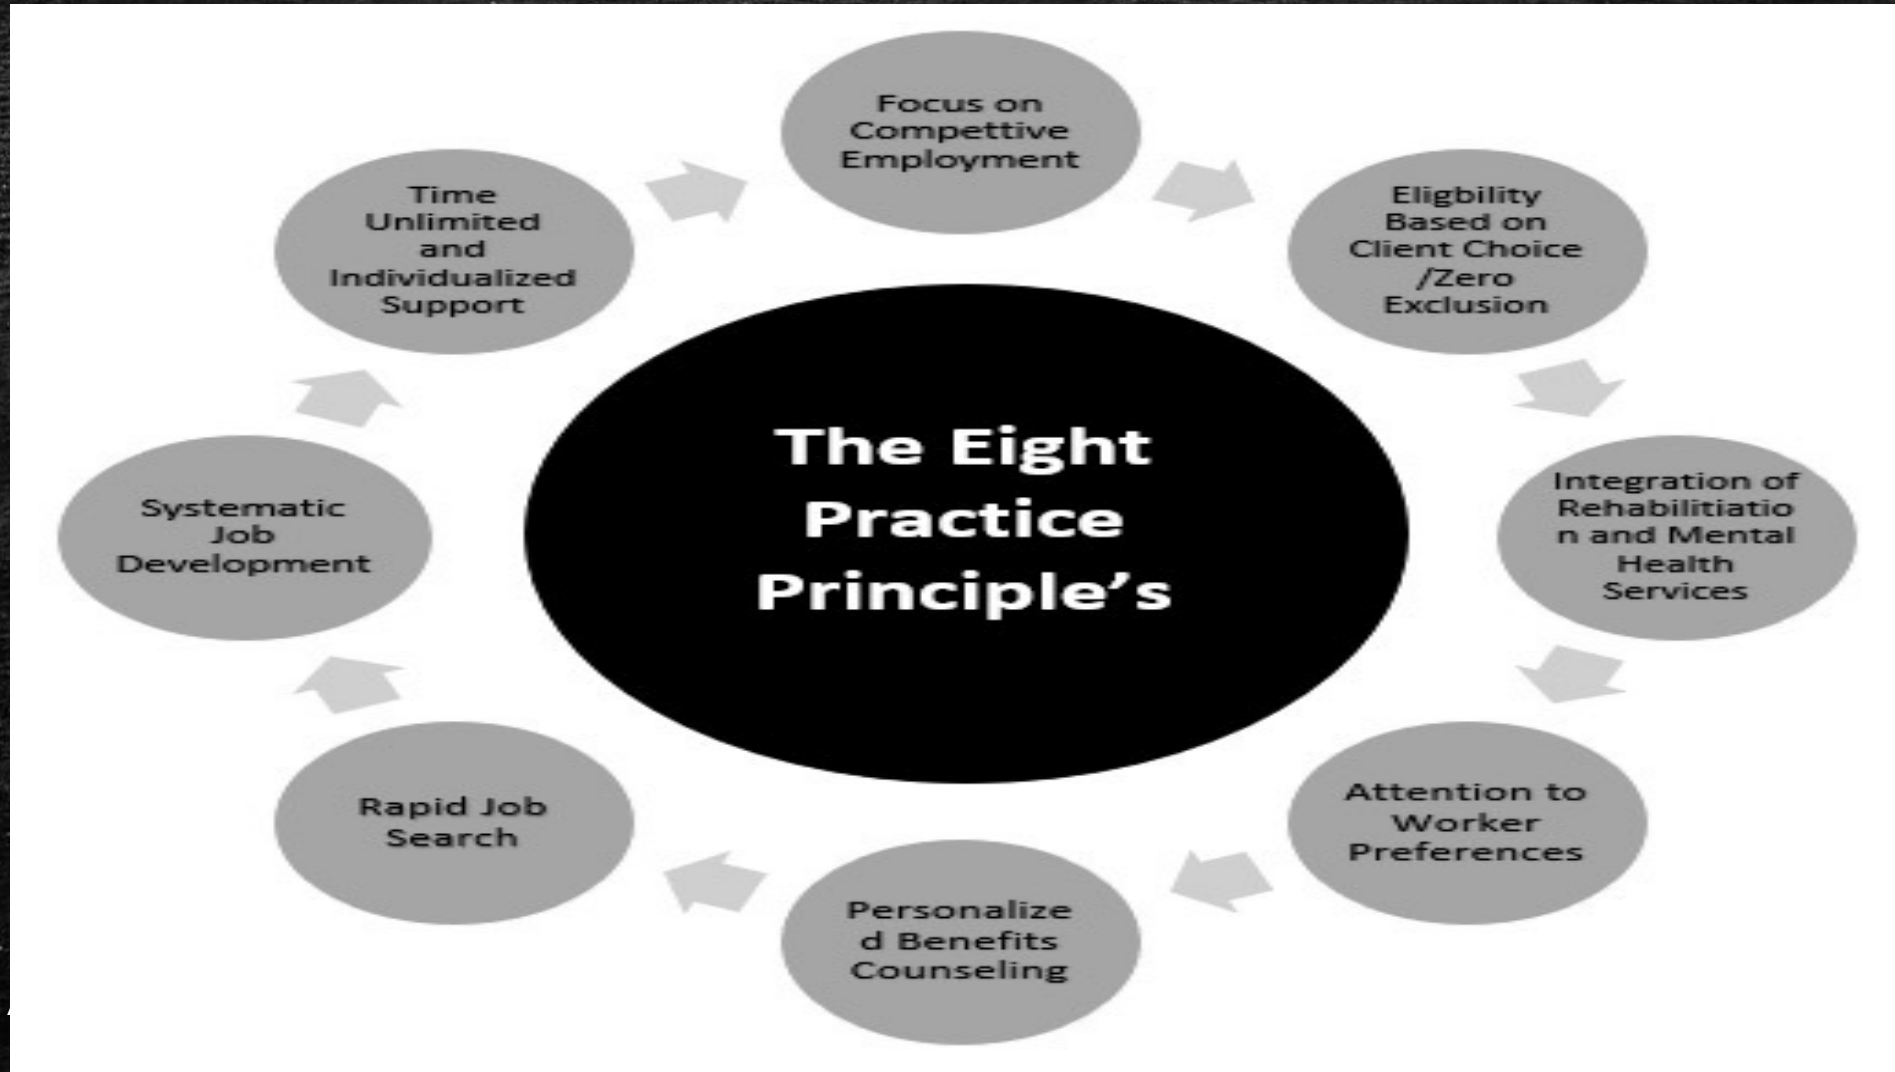 Focus on
Compettive
Employment
Eligbility
Based on
Client Choice
/Zero
Exclusion
Integration of
Rehabilitiatio
n and Mental
Health
Services
Attention to
Worker
Preferences
Personalize
d Benefits
Counseling
Rapid Job
Search
Systematic
Job
Development
Time
Unlimited
and
Individualized
Support
The Eight
Practice
Principle’s